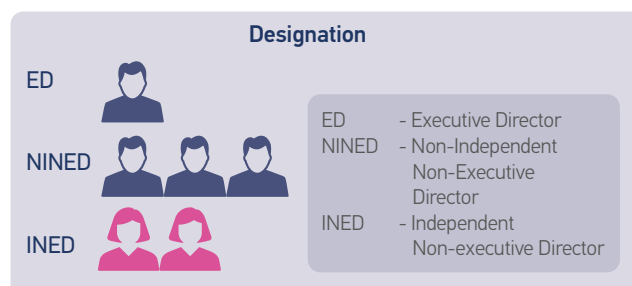 Designation
ED
NINED
INED
ED - Executive Director
NINED - Non-Independent
Non-Executive
Director
INED - Independent
Non-executive Director